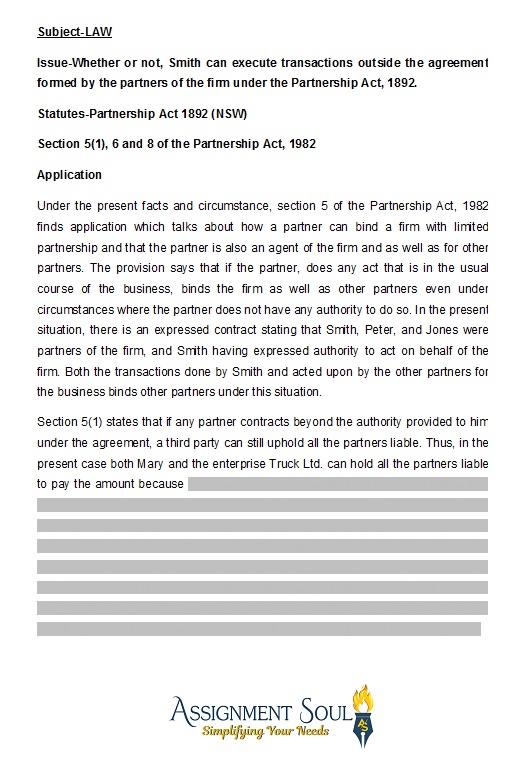 Subject-LAW
Issue-Whether or not, Smith can execute transactions outside the agreement
formed by the partners of the firm under the Partnership Act, 1892.
Statutes-Partnership Act 1892 (NSW)
Section 5(1), 6 and 8 of the Partnership Act, 1982
Application
Under the present facts and circumstance, section 5 of the Partnership Act, 1982
finds application which talks about how a partner can bind a firm with limited
partnership and that the partner is also an agent of the firm and as well as for other
partners. The provision says that if the partner, does any act that is in the usual
course of the business, binds the firm as well as other partners even under
circumstances where the partner does not have any authority to do so. In the present
situation, there is an expressed contract stating that Smith, Peter, and Jones were
partners of the firm, and Smith having expressed authority to act on behalf of the
firm. Both the transactions done by Smith and acted upon by the other partners for
the business binds other partners under this situation.
Section 5(1) states that if any partner contracts beyond the authority provided to him
under the agreement, a third party can still uphold all the partners liable. Thus, in the
present case both Mary and the enterprise Truck Ltd. can hold all the partners liable
to pay the amount because
ASSIGNMENT SOUL
Simplifying Your Needs
AS